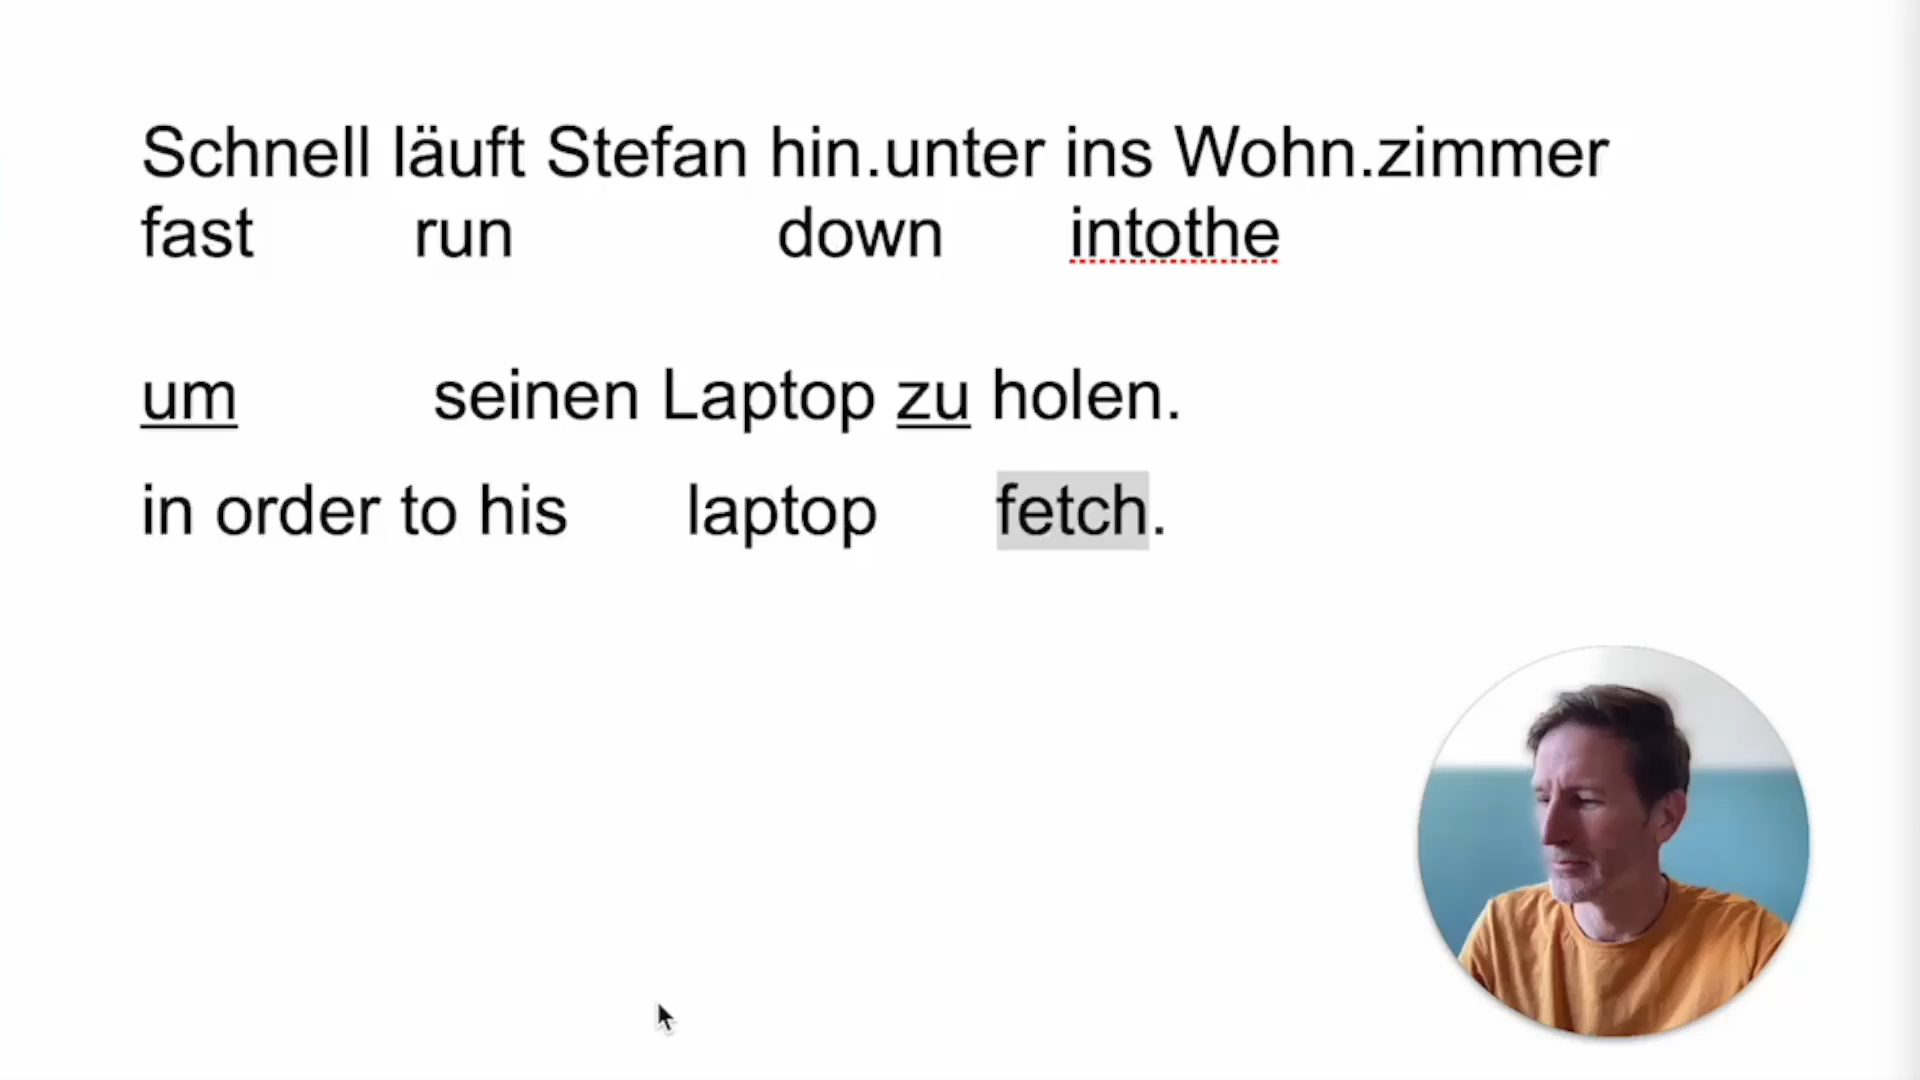 Schnell läuft Stefan hin.unter ins Wohn.zimmer
fast run down intothe
um seinen Laptop zu holen.
in order to his laptop fetch.